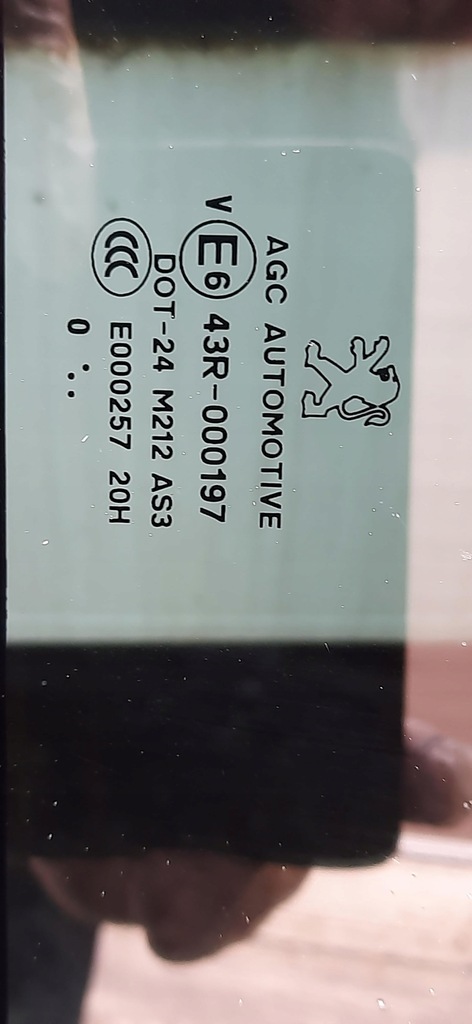 AGC AUTOMOTIVE
V E6 43R-000197
DOT-24 M212 AS3
CCC E000257 20H
0 . . .